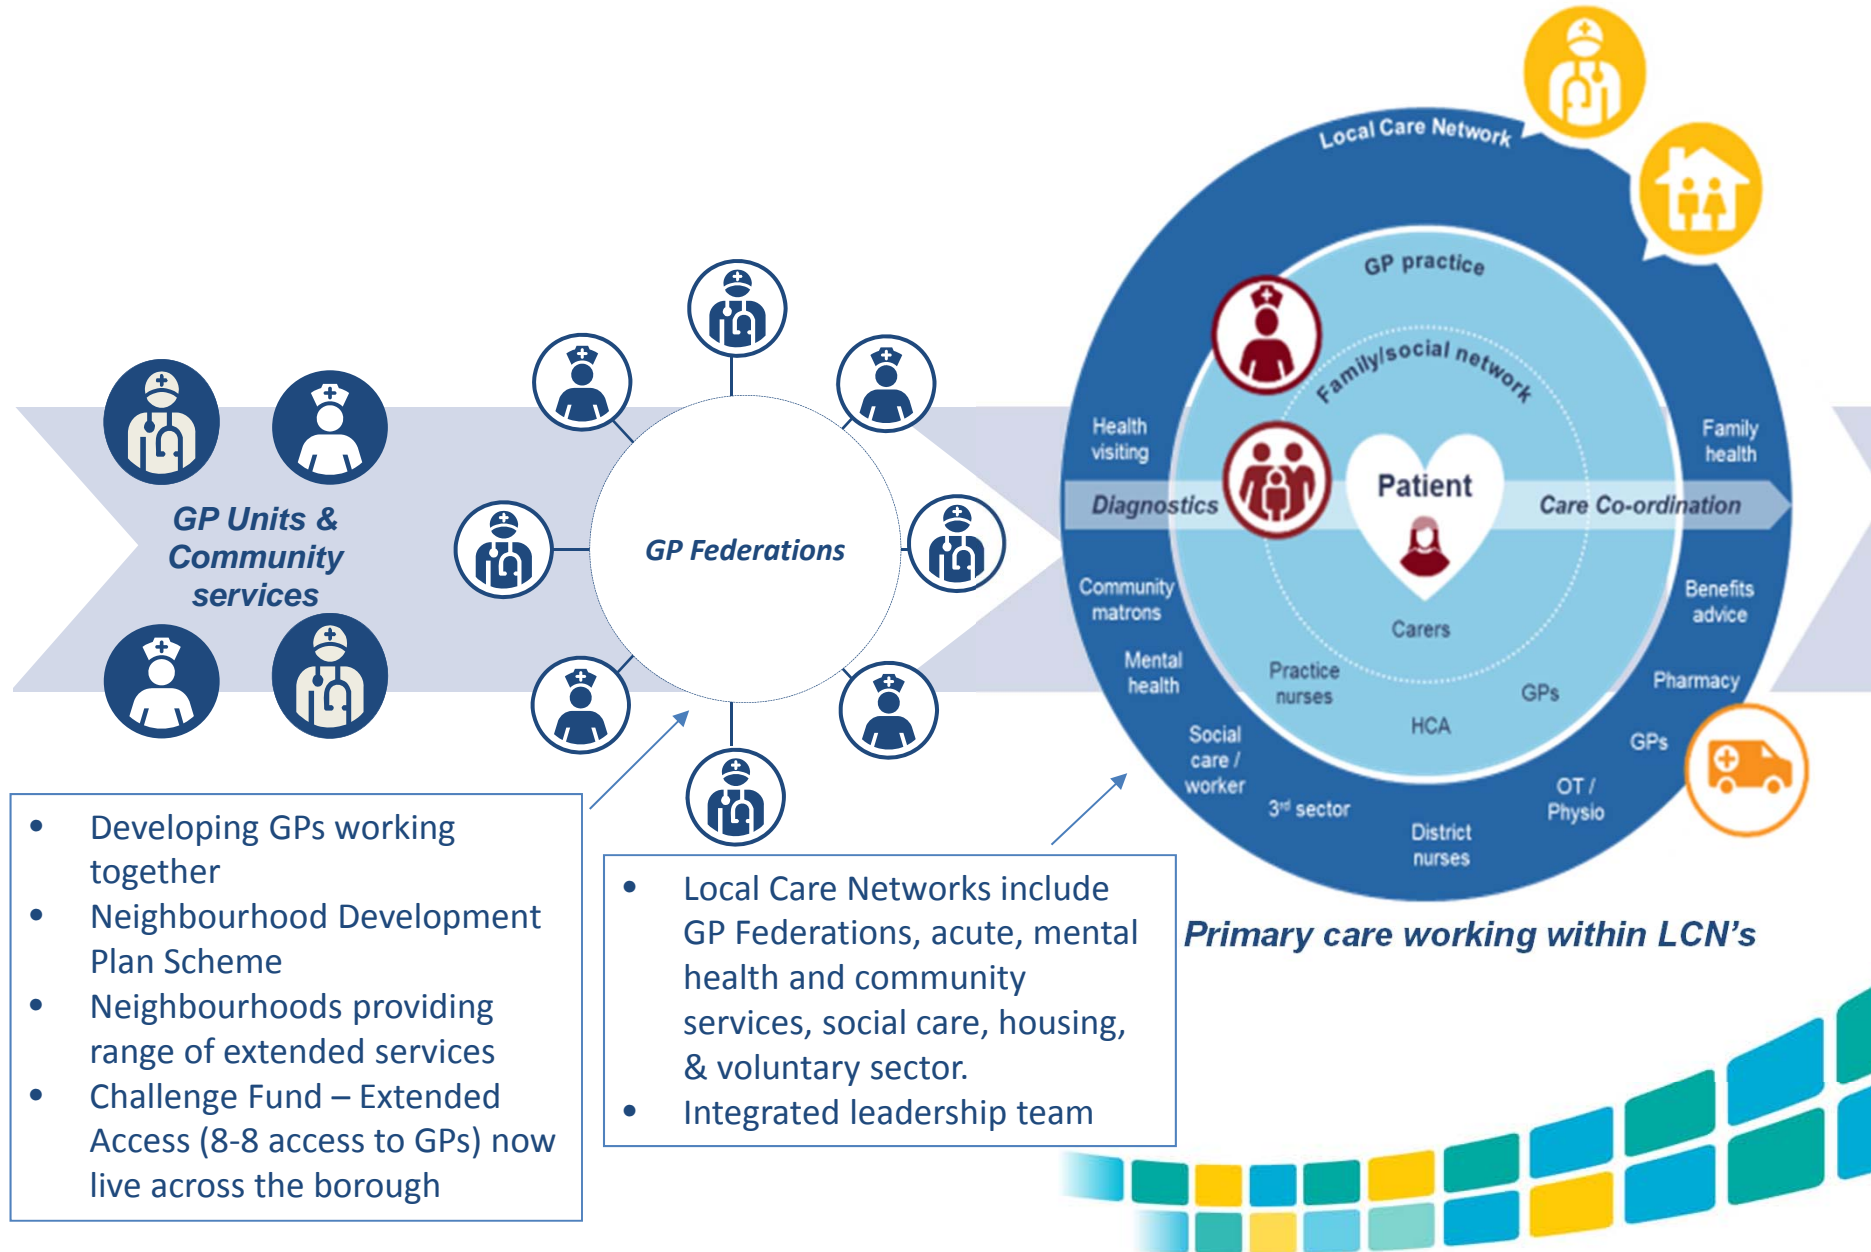 GP Units &
Community
services
GP Federations
Local Care Network
GP practice
Family/social network
Health
visiting
Family
health
Patient
Diagnostics
Care Co-ordination
Community
matrons
Benefits
advice
Carers
Mental
health
Practice
nurses
GPs
Pharmacy
HCA
Social
care /
worker
GPs
3rd sector
OT /
Physio
District
nurses
Primary care working within LCN's
• Developing GPs working
together
• Neighbourhood Development
Plan Scheme
• Neighbourhoods providing
range of extended services
• Challenge Fund – Extended
Access (8-8 access to GPs) now
live across the borough
• Local Care Networks include
GP Federations, acute, mental
health and community
services, social care, housing,
& voluntary sector.
• Integrated leadership team